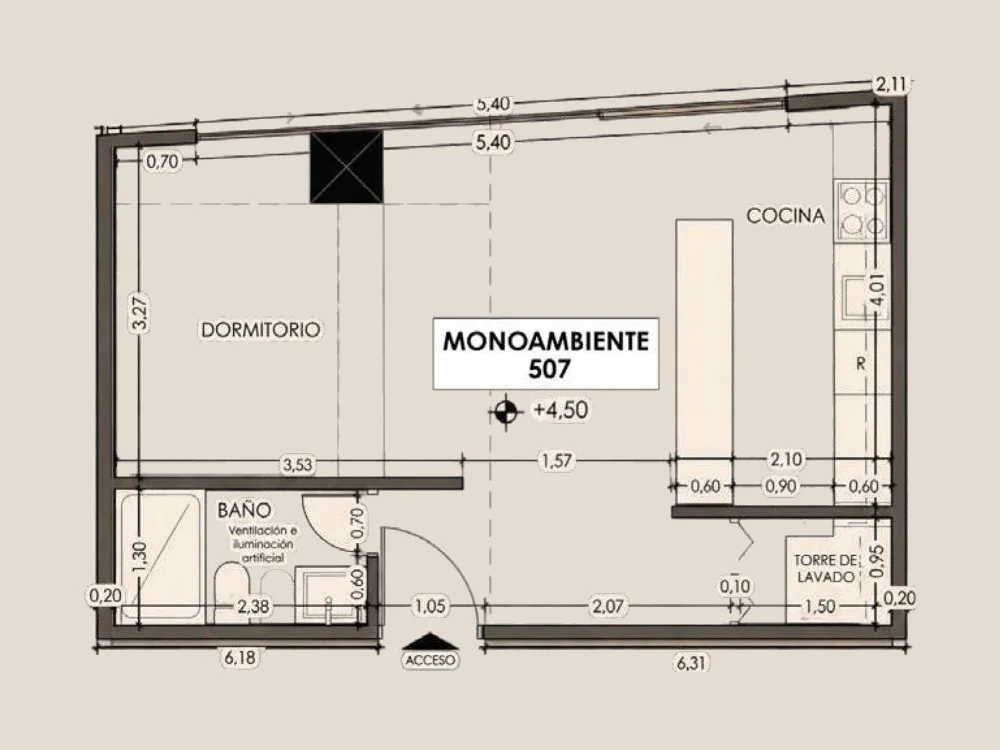 2,11
5,40
5,40
0,70
COCINA
4,01
3,27
DORMITORIO
MONOAMBIENTE
507
+4,50
R
3,53
1,57
2,10
0,60
0,90
0,60
BAÑO
Ventilación e
iluminación
artificial
0,70
1,30
0,60
0,95
TORRE DE
LAVADO
0,10
0,20
2,38
1,05
2,07
1,50
0,20
6,18
ACCESO
6,31